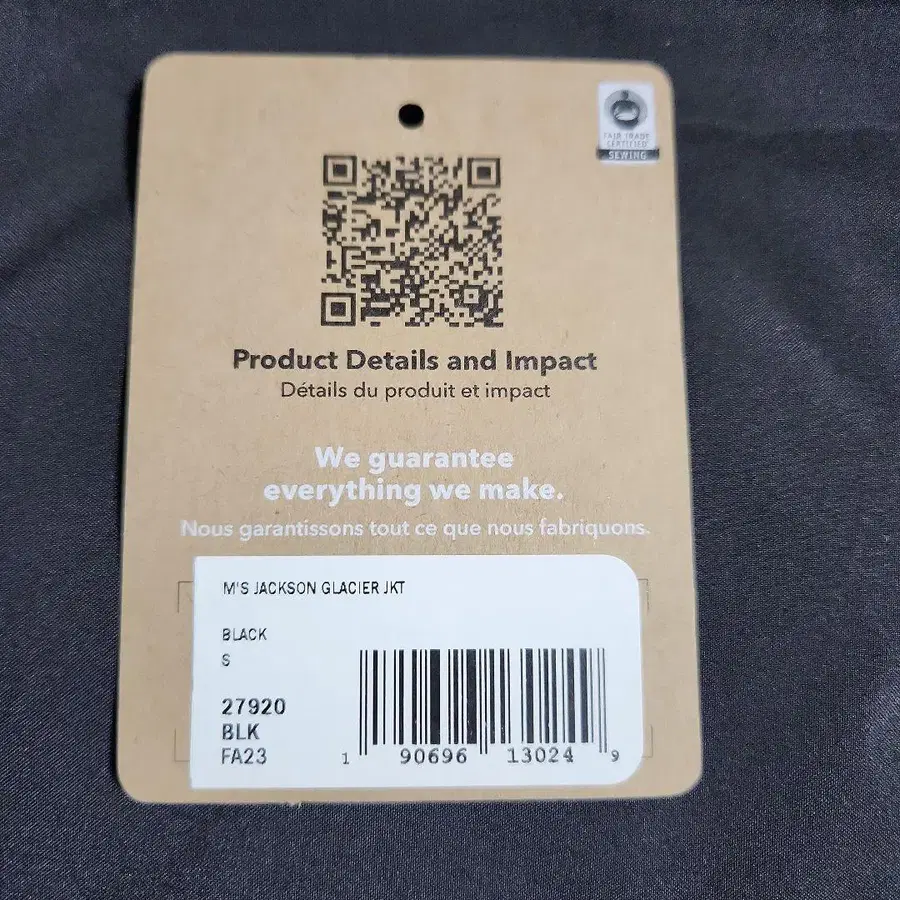 FAIR TRADE
CERTIFIED
SEWING
Product Details and Impact
Détails du produit et impact
We guarantee
everything we make.
Nous garantissons tout ce que nous fabriquons.
M'S JACKSON GLACIER JKT
BLACK
S
27920
BLK
FA23
1 90696 13024 9